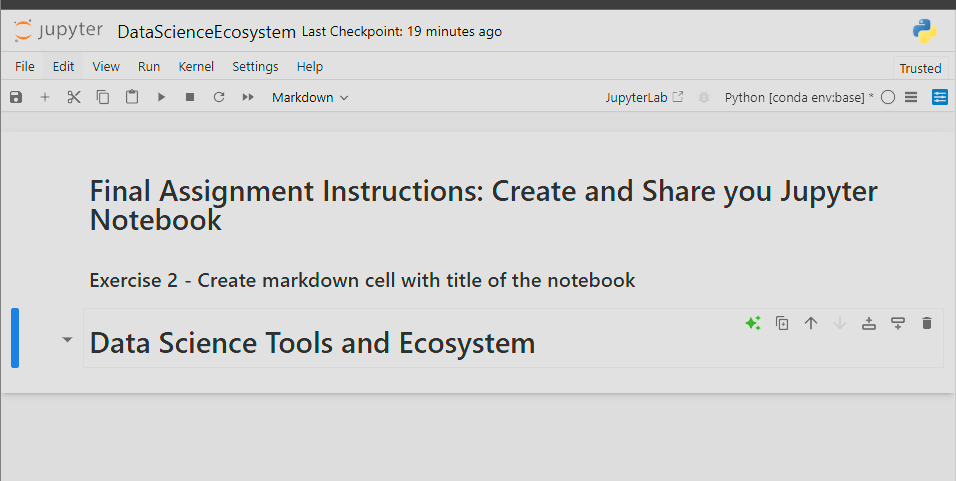 jupyter DataScienceEcosystem Last Checkpoint: 19 minutes ago
File Edit View Run Kernel Settings Help Trusted
Markdown JupyterLab Python [conda env:base] *
Final Assignment Instructions: Create and Share you Jupyter
Notebook
Exercise 2 - Create markdown cell with title of the notebook
Data Science Tools and Ecosystem